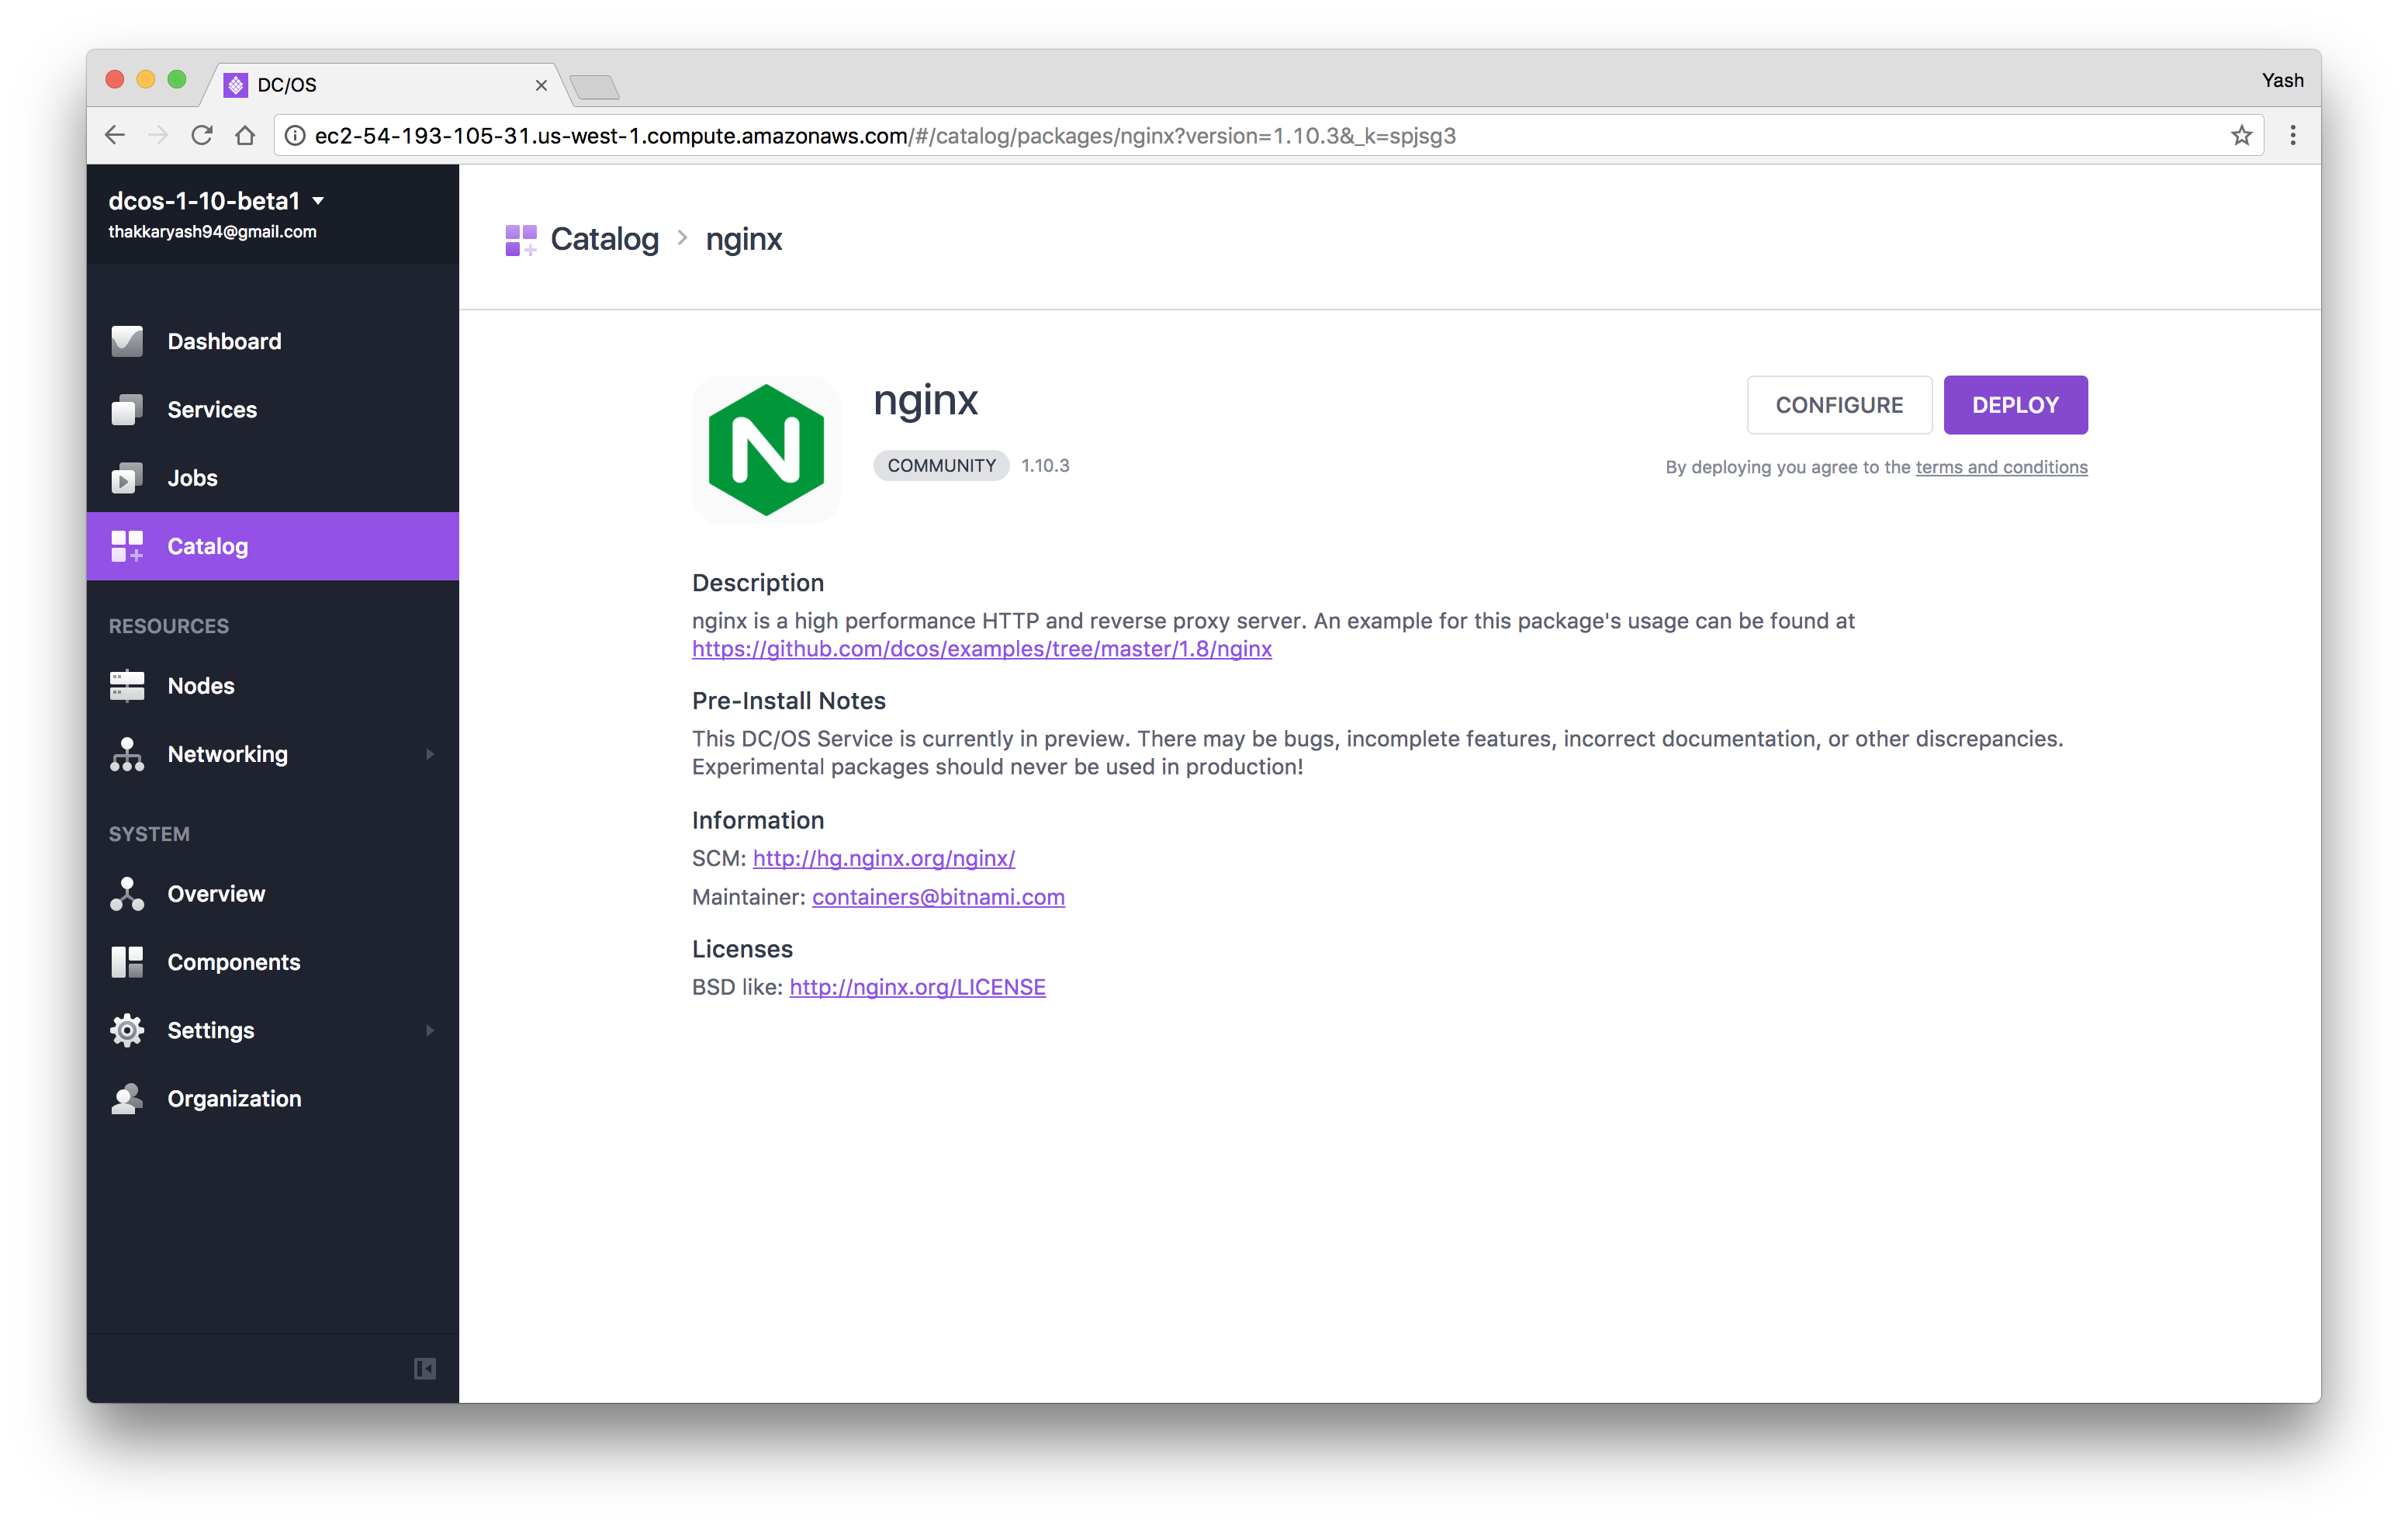 DC/OS
Yash
ec2-54-193-105-31.us-west-1.compute.amazonaws.com/#/catalog/packages/nginx?version=1.10.3&_k=spjsg3
dcos-1-10-beta1
thakkaryash94@gmail.com
Dashboard
Services
Jobs
Catalog
RESOURCES
Nodes
Networking
SYSTEM
Overview
Components
Settings
Organization
Catalog > nginx
N
nginx
COMMUNITY 1.10.3
CONFIGURE
DEPLOY
By deploying you agree to the terms and conditions
Description
nginx is a high performance HTTP and reverse proxy server. An example for this package's usage can be found at
https://github.com/dcos/examples/tree/master/1.8/nginx
Pre-Install Notes
This DC/OS Service is currently in preview. There may be bugs, incomplete features, incorrect documentation, or other discrepancies.
Experimental packages should never be used in production!
Information
SCM: http://hg.nginx.org/nginx/
Maintainer: containers@bitnami.com
Licenses
BSD like: http://nginx.org/LICENSE